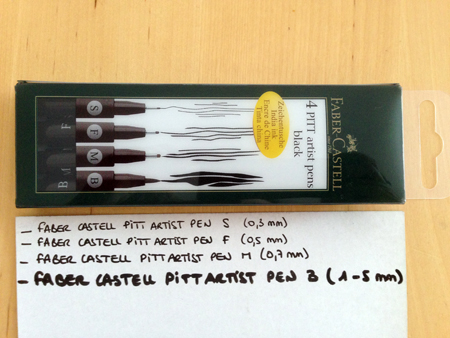 FABER-CASTELL
4 PITT artist pens
black
Zeichentusche
India ink
Encre de Chine
Tinta china
S
F
M
B
F
M
B
- FABER CASTELL PITT ARTIST PEN S (0,3 mm)
- FABER CASTELL PITT ARTIST PEN F (0,5 mm)
- FABER CASTELL PITT ARTIST PEN M (0,7 mm)
- FABER CASTELL PITT ARTIST PEN B (1-5 mm)